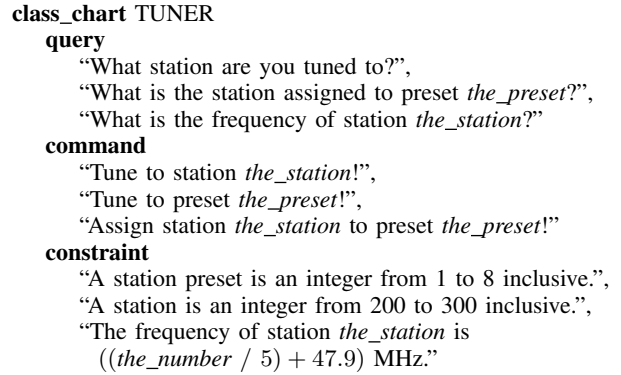 class_chart TUNER
query
“What station are you tuned to?”,
“What is the station assigned to preset the_preset?”,
“What is the frequency of station the_station?”
command
“Tune to station the_station!”,
“Tune to preset the_preset!”,
“Assign station the_station to preset the_preset!”
constraint
“A station preset is an integer from 1 to 8 inclusive.”,
“A station is an integer from 200 to 300 inclusive.”,
“The frequency of station the_station is
((the_number / 5) + 47.9) MHz.”